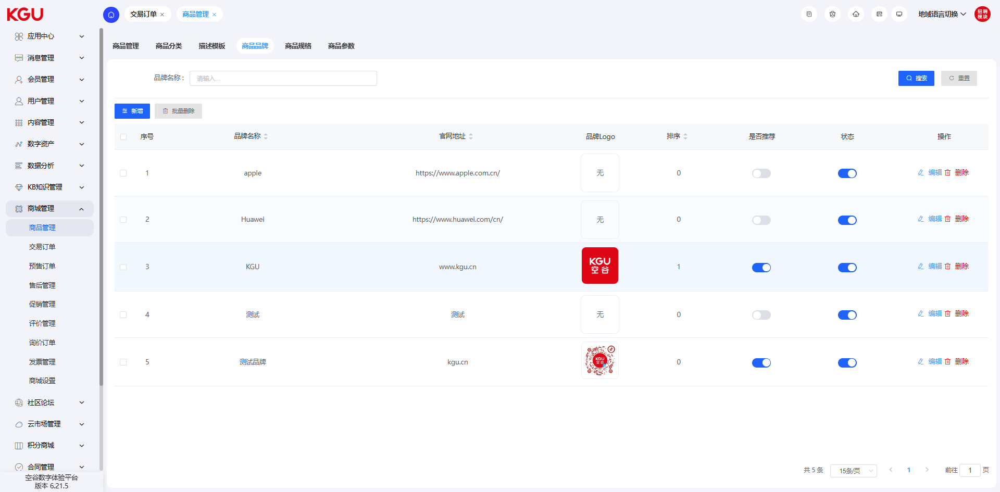 KGU
交易订单
商品管理
地域语言切换
招聘
模块
应用中心
消息管理
会员管理
用户管理
内容管理
数字资产
数据分析
KB知识管理
商城管理
商品管理
交易订单
预售订单
售后管理
促销管理
评价管理
询价订单
发票管理
商城设置
社区论坛
云市场管理
积分商城
合同管理
空谷数字体验平台
版本 6.21.5
商品管理 商品分类 描述模板 商品品牌 商品规格 商品参数
品牌名称： 请输入... 搜索 重置
新增 批量删除
序号 品牌名称 官网地址 品牌Logo 排序 是否推荐 状态 操作
1 apple https://www.apple.com.cn/ 无 0 编辑 删除
2 Huawei https://www.huawei.com/cn/ 无 0 编辑 删除
3 KGU www.kgu.cn KGU 空谷 1 编辑 删除
4 测试 测试 无 0 编辑 删除
5 测试品牌 kgu.cn KGU 空谷 0 编辑 删除
共 5 条 15条/页 1 前往 1 页